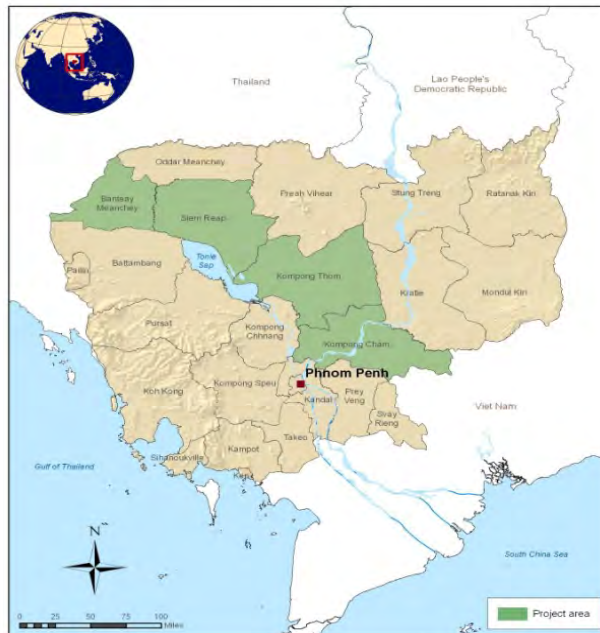 Thailand
Lao People's
Democratic Republic
Oddar Meanchey
Preah Vihear
Stung Treng
Ratanak Kiri
Banteay
Meanchey
Siem Reap
Tonle
Sap
Battambang
Pailin
Kompong Thom
Kratie
Mondul Kiri
Pursat
Kompong
Chhnang
Kompong Cham
Phnom Penh
Koh Kong
Kompong Speu
Kandal
Prey
Veng
Svay
Rieng
Viet Nam
Takeo
Sihanoukville
Kampot
Kep
Gulf of Thailand
South China Sea
N
0 25 50 75 100
Miles
Project area